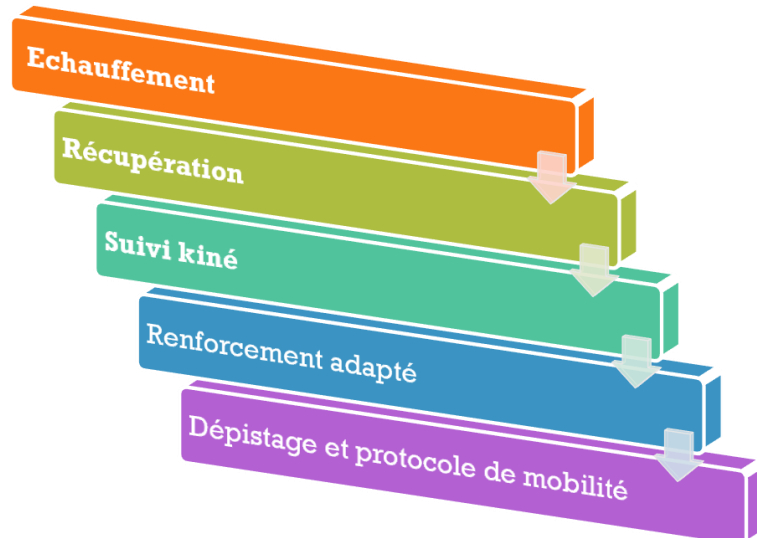 Echauffement
Récupération
Suivi kiné
Renforcement adapté
Dépistage et protocole de mobilité